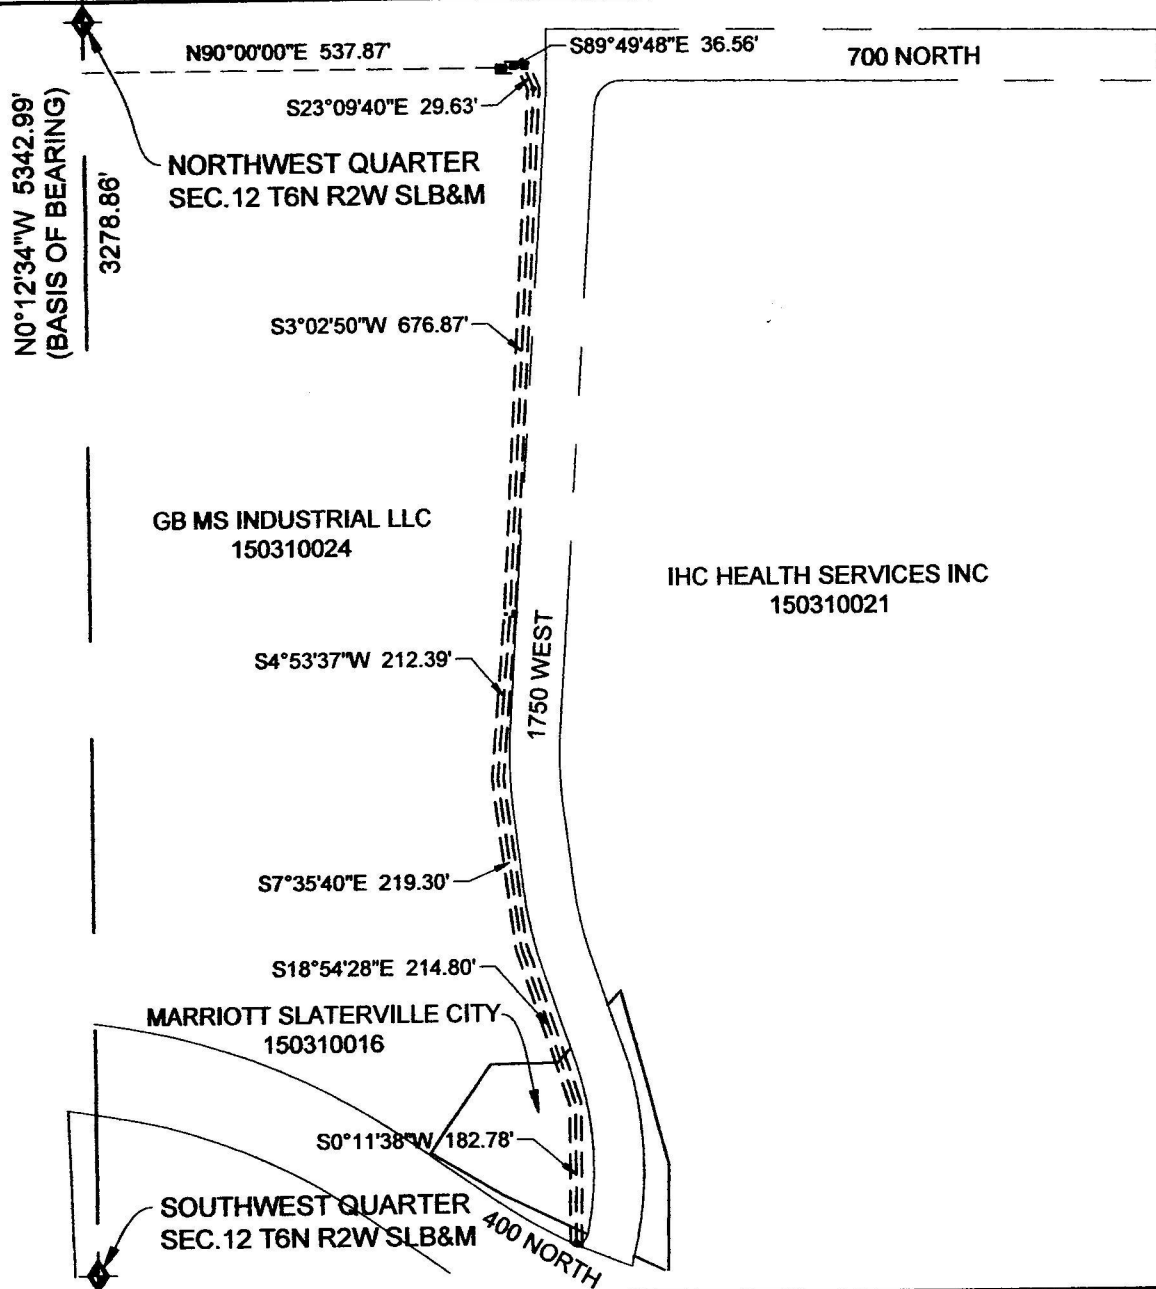 N90°00'00"E 537.87'
S89°49'48"E 36.56'
700 NORTH
S23°09'40"E 29.63'
N0°12'34"W 5342.99'
(BASIS OF BEARING)
3278.86'
NORTHWEST QUARTER
SEC.12 T6N R2W SLB&M
S3°02'50"W 676.87'
GB MS INDUSTRIAL LLC
150310024
IHC HEALTH SERVICES INC
150310021
S4°53'37"W 212.39'
1750 WEST
S7°35'40"E 219.30'
S18°54'28"E 214.80'
MARRIOTT SLATERVILLE CITY
150310016
S0°11'38"W 182.78'
SOUTHWEST QUARTER
SEC.12 T6N R2W SLB&M
400 NORTH